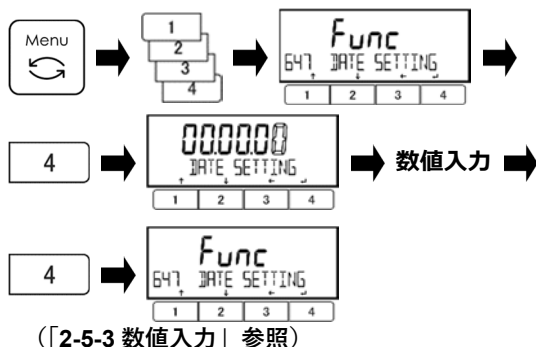 Menu
1
2
3
4
Func
647 DATE SETTING
1 2 3 4
4
00.00.00
DATE SETTING
1 2 3 4
数値入力
4
Func
647 DATE SETTING
1 2 3 4
（「2-5-3 数値入力」参照）